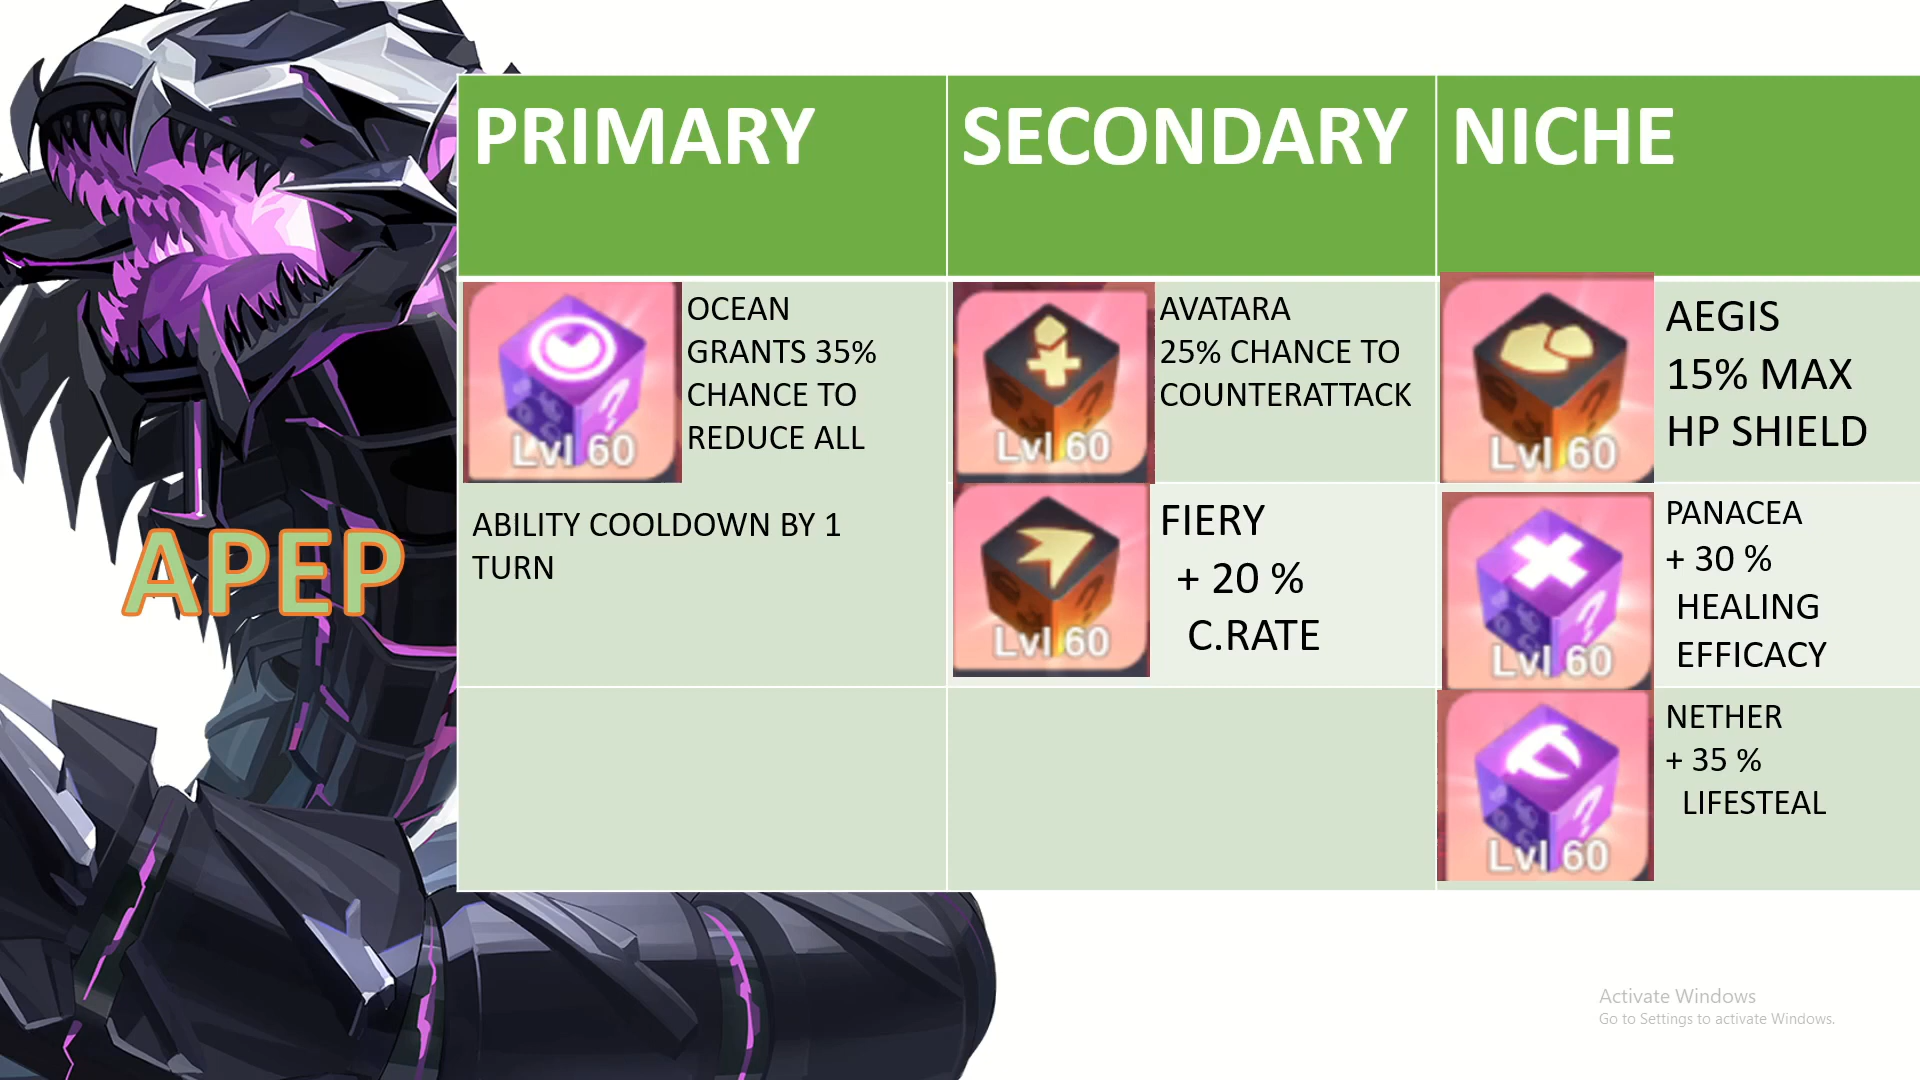 APEP
PRIMARY
SECONDARY
NICHE
Lvl 60
OCEAN
GRANTS 35%
CHANCE TO
REDUCE ALL
ABILITY COOLDOWN BY 1
TURN
Lvl 60
AVATARA
25% CHANCE TO
COUNTERATTACK
Lvl 60
FIERY
+ 20 %
C.RATE
Lvl 60
AEGIS
15% MAX
HP SHIELD
Lvl 60
PANACEA
+ 30 %
HEALING
EFFICACY
Lvl 60
NETHER
+ 35 %
LIFESTEAL
Activate Windows
Go to Settings to activate Windows.